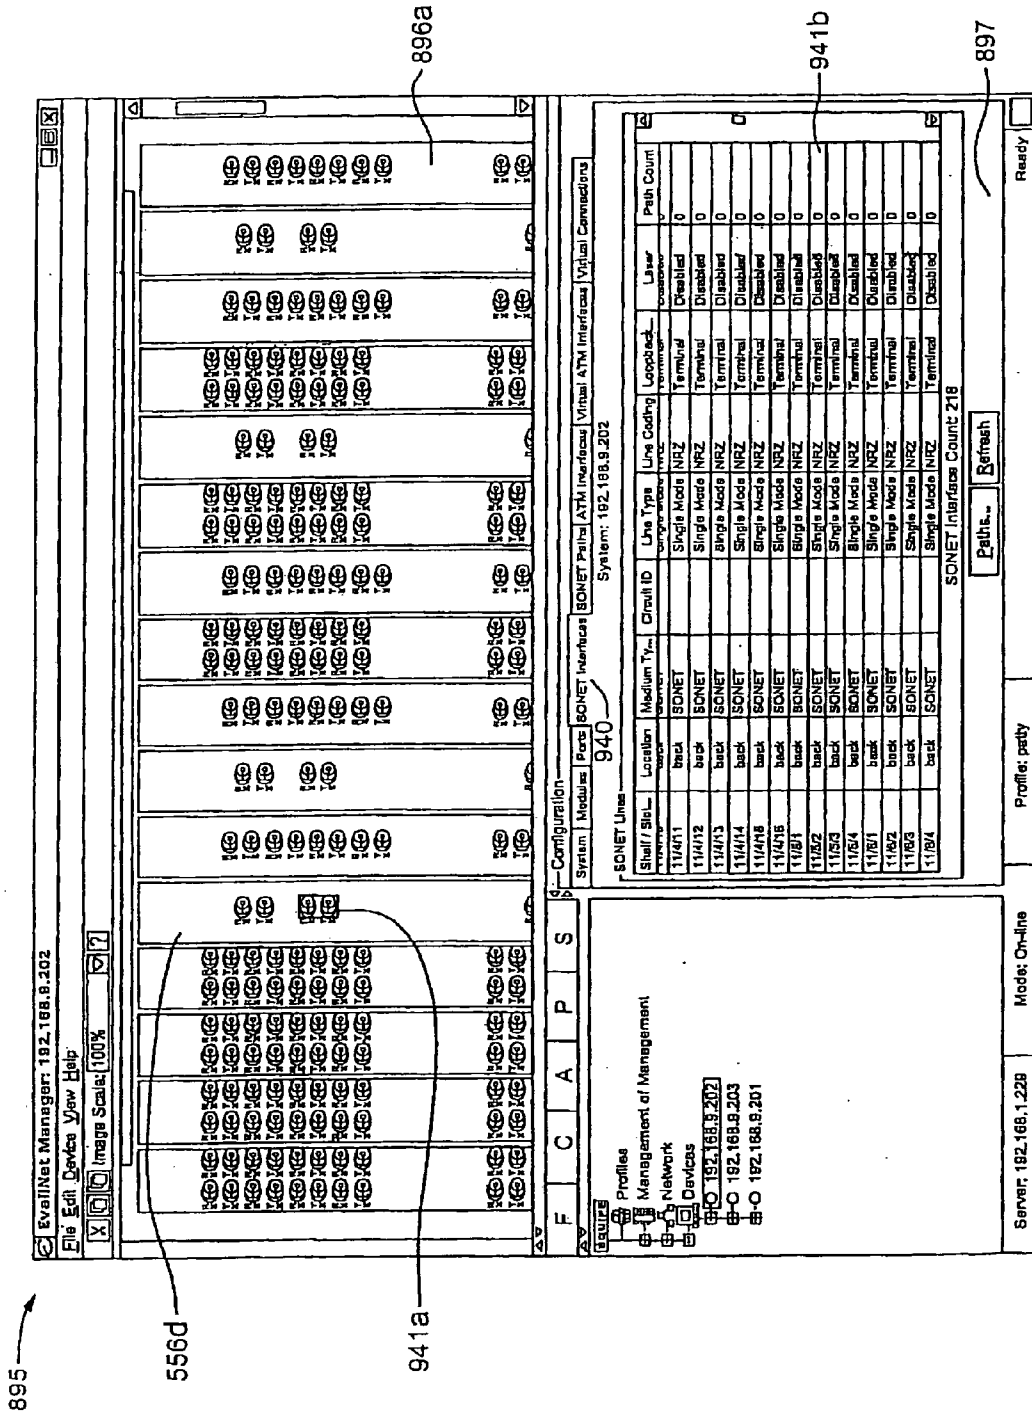 895
EvaliNet Manager: 192.168.9.202
File Edit Device View Help
Image Scale: 100%
556d
941a
896a
F C A P S
Squire
Profiles
Management of Management
Network
Devices
192.168.9.202
192.168.9.203
192.168.9.201
Configuration
System Modules Ports SONET Interfaces SONET Paths ATM Interfaces Virtual ATM Interfaces Virtual Connections
940
System: 192.168.9.202
SONET Lines
Shelf / Slot... Location Medium Ty... Circuit ID Line Type Line Coding Loopback... Laser Path Count
11/4/11 back SONET Single Mode NRZ Terminal Disabled 0
11/4/12 back SONET Single Mode NRZ Terminal Disabled 0
11/4/13 back SONET Single Mode NRZ Terminal Disabled 0
11/4/14 back SONET Single Mode NRZ Terminal Disabled 0
11/4/15 back SONET Single Mode NRZ Terminal Disabled 0
11/4/16 back SONET Single Mode NRZ Terminal Disabled 0
11/5/1 back SONET Single Mode NRZ Terminal Disabled 0
11/5/2 back SONET Single Mode NRZ Terminal Disabled 0
11/5/3 back SONET Single Mode NRZ Terminal Disabled 0
11/5/4 back SONET Single Mode NRZ Terminal Disabled 0
11/6/1 back SONET Single Mode NRZ Terminal Disabled 0
11/6/2 back SONET Single Mode NRZ Terminal Disabled 0
11/6/3 back SONET Single Mode NRZ Terminal Disabled 0
11/6/4 back SONET Single Mode NRZ Terminal Disabled 0
941b
SONET Interface Count: 218
Paths... Refresh
897
Server: 192.168.1.229 Mode: On-line Profile: patty Ready